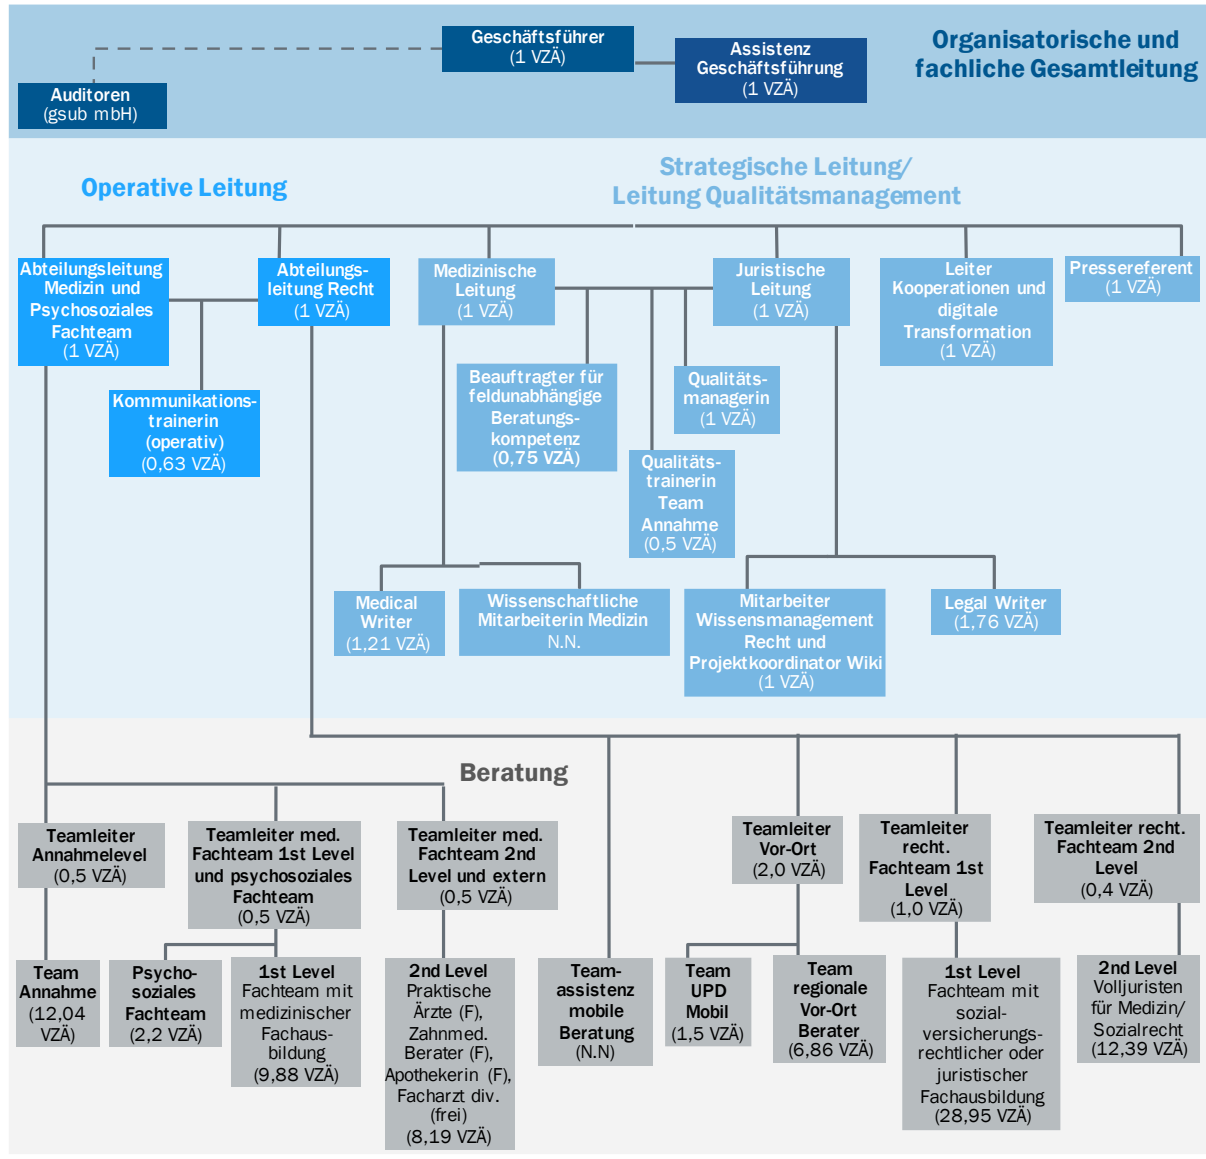 Geschäftsführer
(1 VZÄ)
Assistenz
Geschäftsführung
(1 VZÄ)
Organisatorische und
fachliche Gesamtleitung
Auditoren
(gsub mbH)
Operative Leitung
Strategische Leitung/
Leitung Qualitätsmanagement
Abteilungsleitung
Medizin und
Psychosoziales
Fachteam
(1 VZÄ)
Abteilungs-
leitung Recht
(1 VZÄ)
Medizinische
Leitung
(1 VZÄ)
Juristische
Leitung
(1 VZÄ)
Leiter
Kooperationen und
digitale
Transformation
(1 VZÄ)
Pressereferent
(1 VZÄ)
Kommunikations-
trainerin
(operativ)
(0,63 VZÄ)
Beauftragter für
feldunabhängige
Beratungs-
kompetenz
(0,75 VZÄ)
Qualitäts-
managerin
(1 VZÄ)
Qualitäts-
trainerin
Team
Annahme
(0,5 VZÄ)
Medical
Writer
(1,21 VZÄ)
Wissenschaftliche
Mitarbeiterin Medizin
N.N.
Mitarbeiter
Wissensmanagement
Recht und
Projektkoordinator Wiki
(1 VZÄ)
Legal Writer
(1,76 VZÄ)
Beratung
Teamleiter
Annahmelevel
(0,5 VZÄ)
Teamleiter med.
Fachteam 1st Level
und psychosoziales
Fachteam
(0,5 VZÄ)
Teamleiter med.
Fachteam 2nd
Level und extern
(0,5 VZÄ)
Teamleiter
Vor-Ort
(2,0 VZÄ)
Teamleiter
recht.
Fachteam 1st
Level
(1,0 VZÄ)
Teamleiter recht.
Fachteam 2nd
Level
(0,4 VZÄ)
Team
Annahme
(12,04
VZÄ)
Psycho-
soziales
Fachteam
(2,2 VZÄ)
1st Level
Fachteam mit
medizinischer
Fachaus-
bildung
(9,88 VZÄ)
2nd Level
Praktische
Ärzte (F),
Zahnmed.
Berater (F),
Apothekerin (F),
Facharzt div.
(frei)
(8,19 VZÄ)
Team-
assistenz
mobile
Beratung
(N.N)
Team
UPD
Mobil
(1,5 VZÄ)
Team
regionale
Vor-Ort
Berater
(6,86 VZÄ)
1st Level
Fachteam mit
sozial-
versicherungs-
rechtlicher oder
juristischer
Fachausbildung
(28,95 VZÄ)
2nd Level
Volljuristen
für Medizin/
Sozialrecht
(12,39 VZÄ)